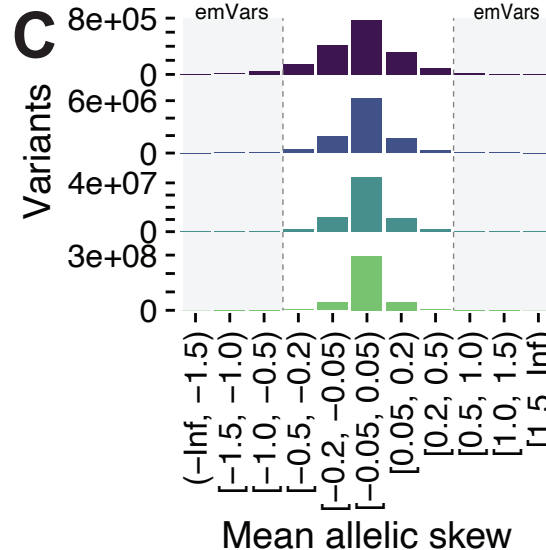 C
emVars
emVars
8e+05
0
6e+06
0
4e+07
0
3e+08
0
Variants
(−Inf, −1.5)
[−1.5, −1.0)
[−1.0, −0.5)
[−0.5, −0.2)
[−0.2, −0.05)
[−0.05, 0.05)
[0.05, 0.2)
[0.2, 0.5)
[0.5, 1.0)
[1.0, 1.5)
[1.5, Inf)
Mean allelic skew